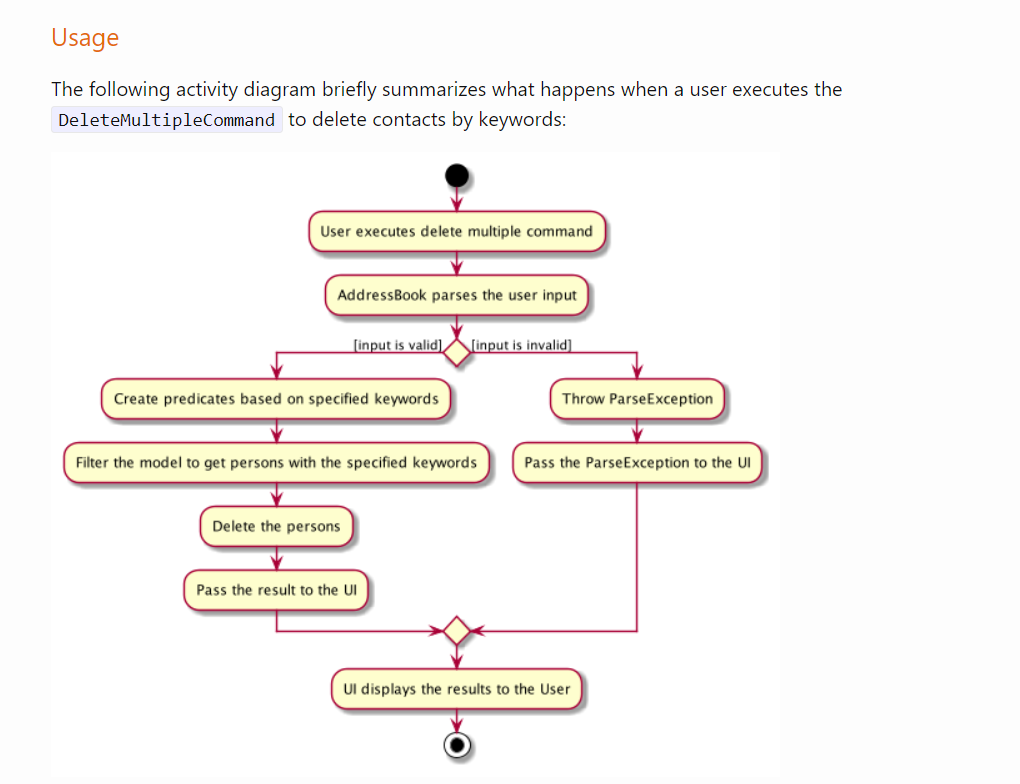 Usage
The following activity diagram briefly summarizes what happens when a user executes the
DeleteMultipleCommand to delete contacts by keywords:
User executes delete multiple command
AddressBook parses the user input
[input is valid] [input is invalid]
Create predicates based on specified keywords
Throw ParseException
Filter the model to get persons with the specified keywords
Pass the ParseException to the UI
Delete the persons
Pass the result to the UI
UI displays the results to the User